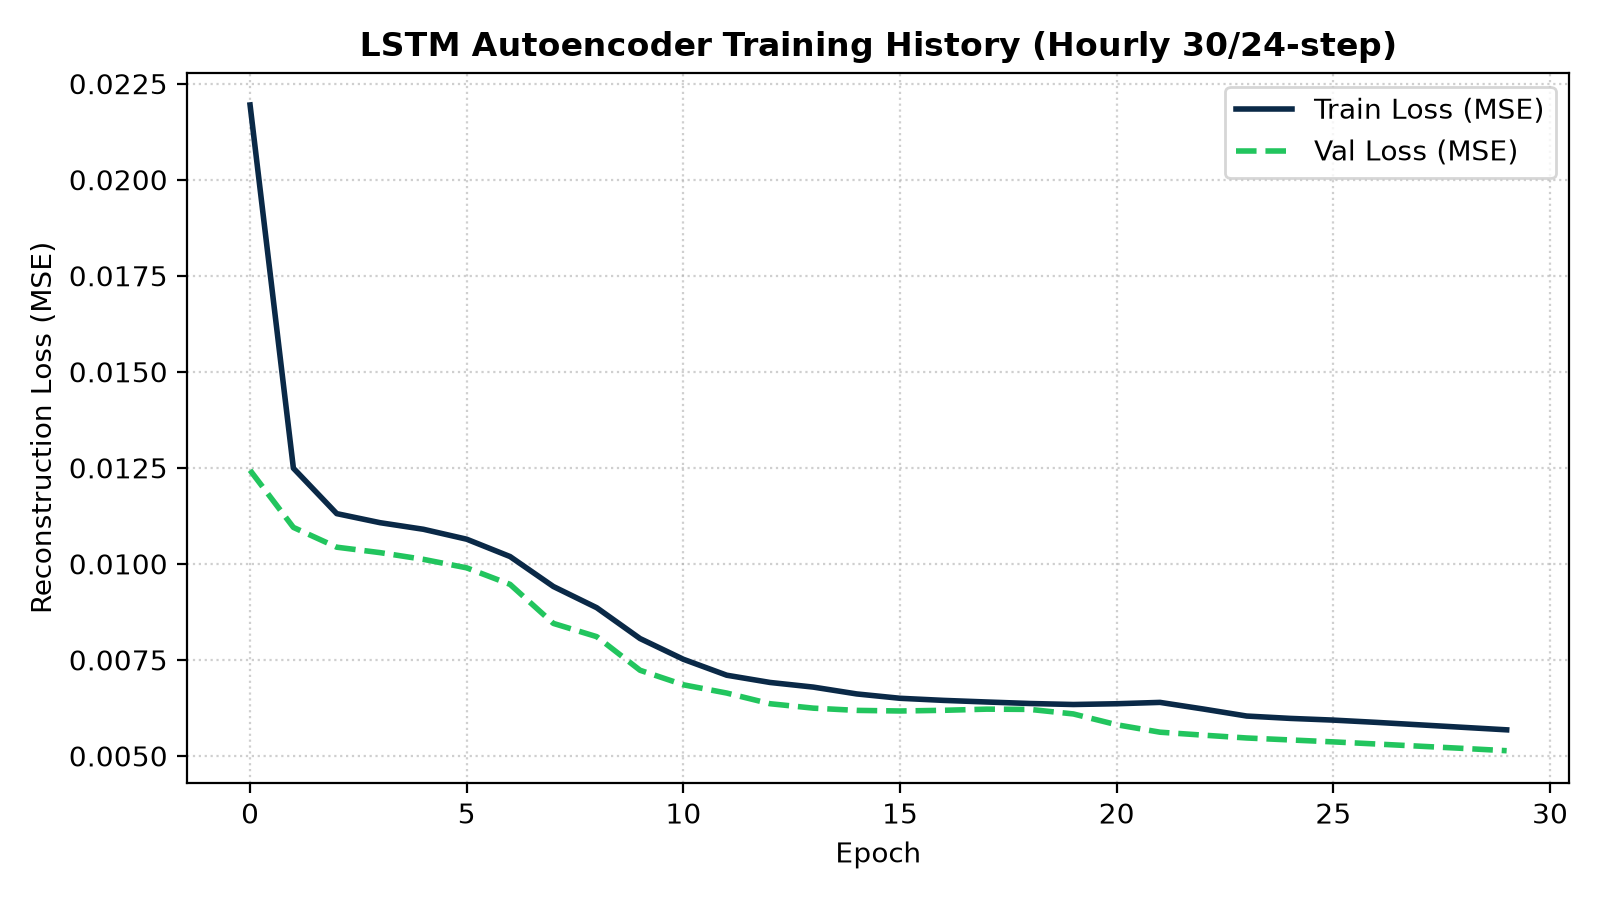 LSTM Autoencoder Training History (Hourly 30/24-step)
Train Loss (MSE)
Val Loss (MSE)
Reconstruction Loss (MSE)
0.0225
0.0200
0.0175
0.0150
0.0125
0.0100
0.0075
0.0050
0 5 10 15 20 25 30
Epoch